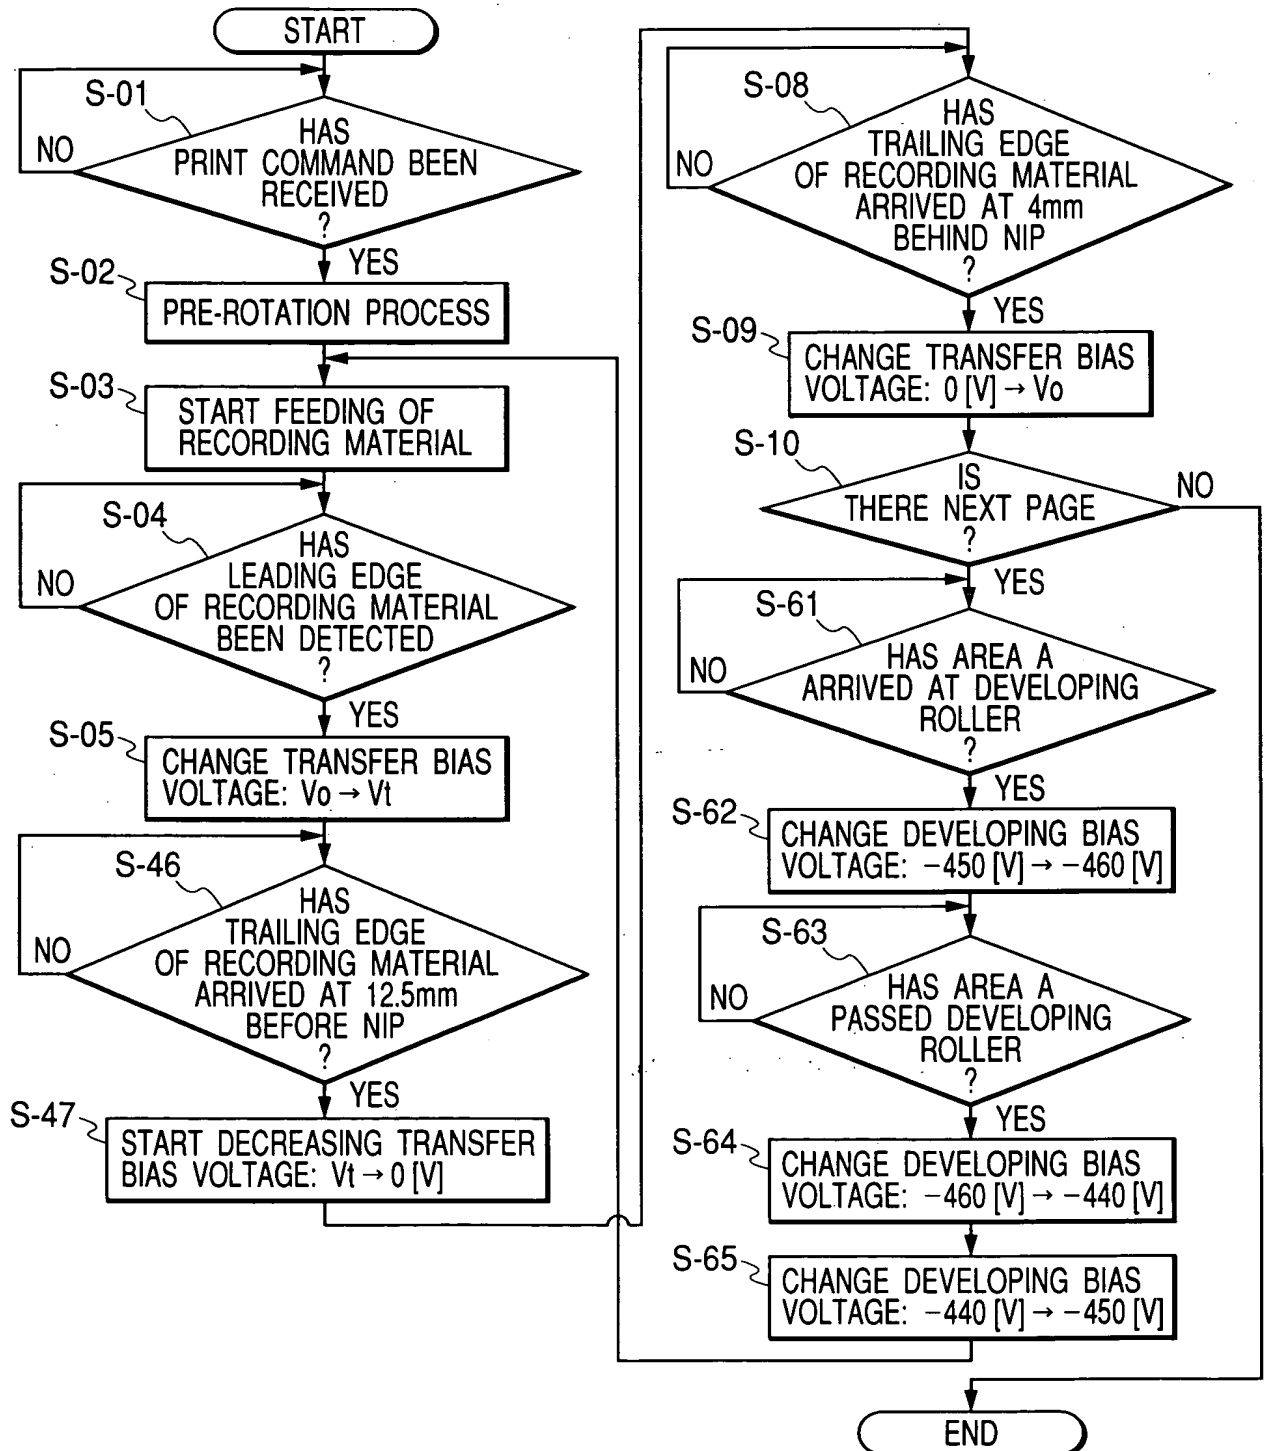 START
S-01
HAS
PRINT COMMAND BEEN
RECEIVED
?
NO
YES
S-02
PRE-ROTATION PROCESS
S-03
START FEEDING OF
RECORDING MATERIAL
S-04
HAS
LEADING EDGE
OF RECORDING MATERIAL
BEEN DETECTED
?
NO
YES
S-05
CHANGE TRANSFER BIAS
VOLTAGE: Vo → Vt
S-46
HAS
TRAILING EDGE
OF RECORDING MATERIAL
ARRIVED AT 12.5mm
BEFORE NIP
?
NO
YES
S-47
START DECREASING TRANSFER
BIAS VOLTAGE: Vt → 0 [V]
S-08
HAS
TRAILING EDGE
OF RECORDING MATERIAL
ARRIVED AT 4mm
BEHIND NIP
?
NO
YES
S-09
CHANGE TRANSFER BIAS
VOLTAGE: 0 [V] → Vo
S-10
IS
THERE NEXT PAGE
?
NO
YES
S-61
HAS AREA A
ARRIVED AT DEVELOPING
ROLLER
?
NO
YES
S-62
CHANGE DEVELOPING BIAS
VOLTAGE: −450 [V] → −460 [V]
S-63
HAS AREA A
PASSED DEVELOPING
ROLLER
?
NO
YES
S-64
CHANGE DEVELOPING BIAS
VOLTAGE: −460 [V] → −440 [V]
S-65
CHANGE DEVELOPING BIAS
VOLTAGE: −440 [V] → −450 [V]
END